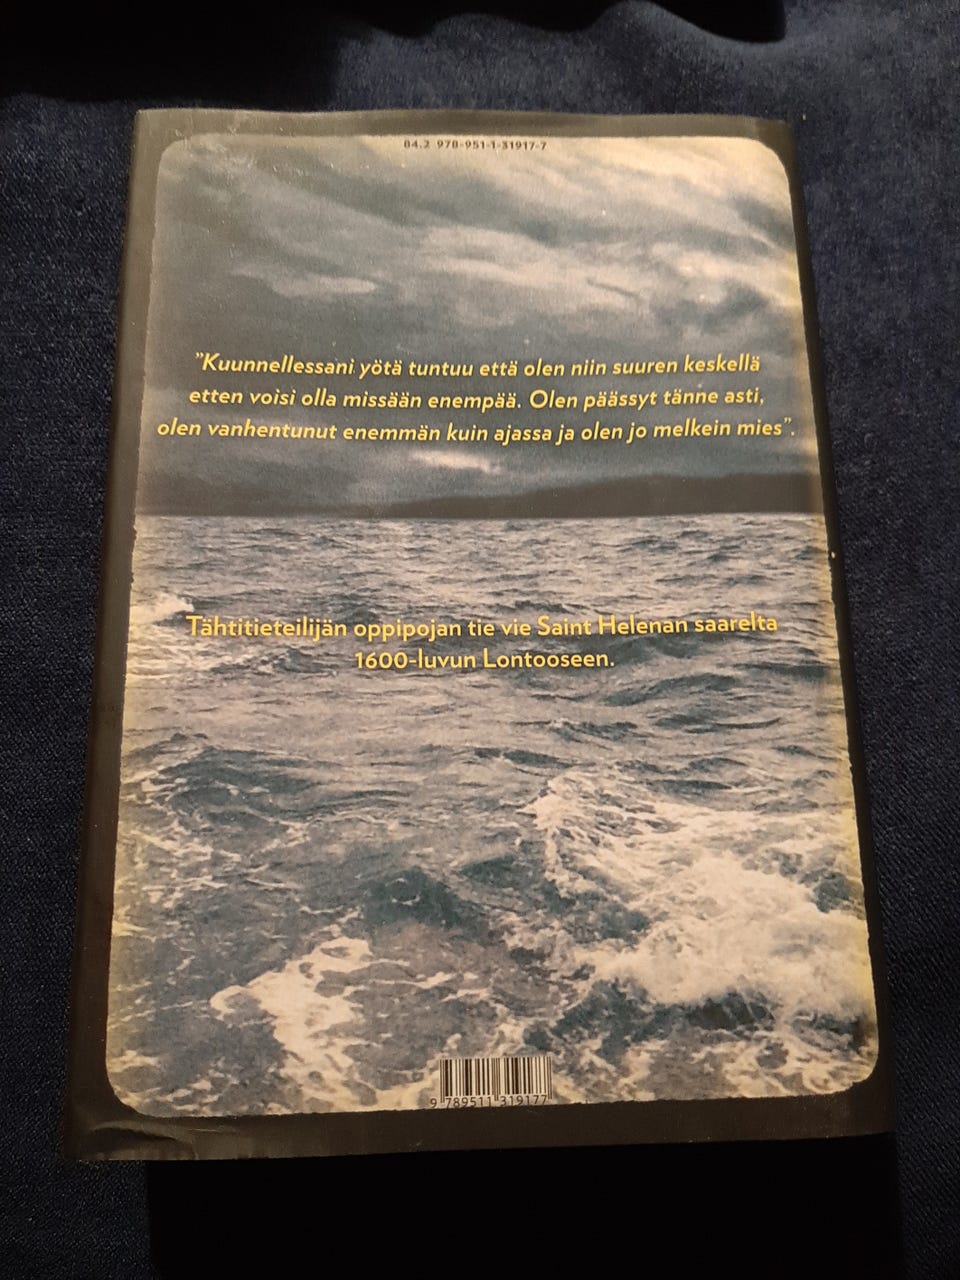 84.2 978-951-1-31917-7
”Kuunnellessani yötä tuntuu että olen niin suuren keskellä
etten voisi olla missään enempää. Olen päässyt tänne asti,
olen vanhentunut enemmän kuin ajassa ja olen jo melkein mies”.
Tähtitieteilijän oppipojan tie vie Saint Helenan saarelta
1600-luvun Lontooseen.
9 789511 319177